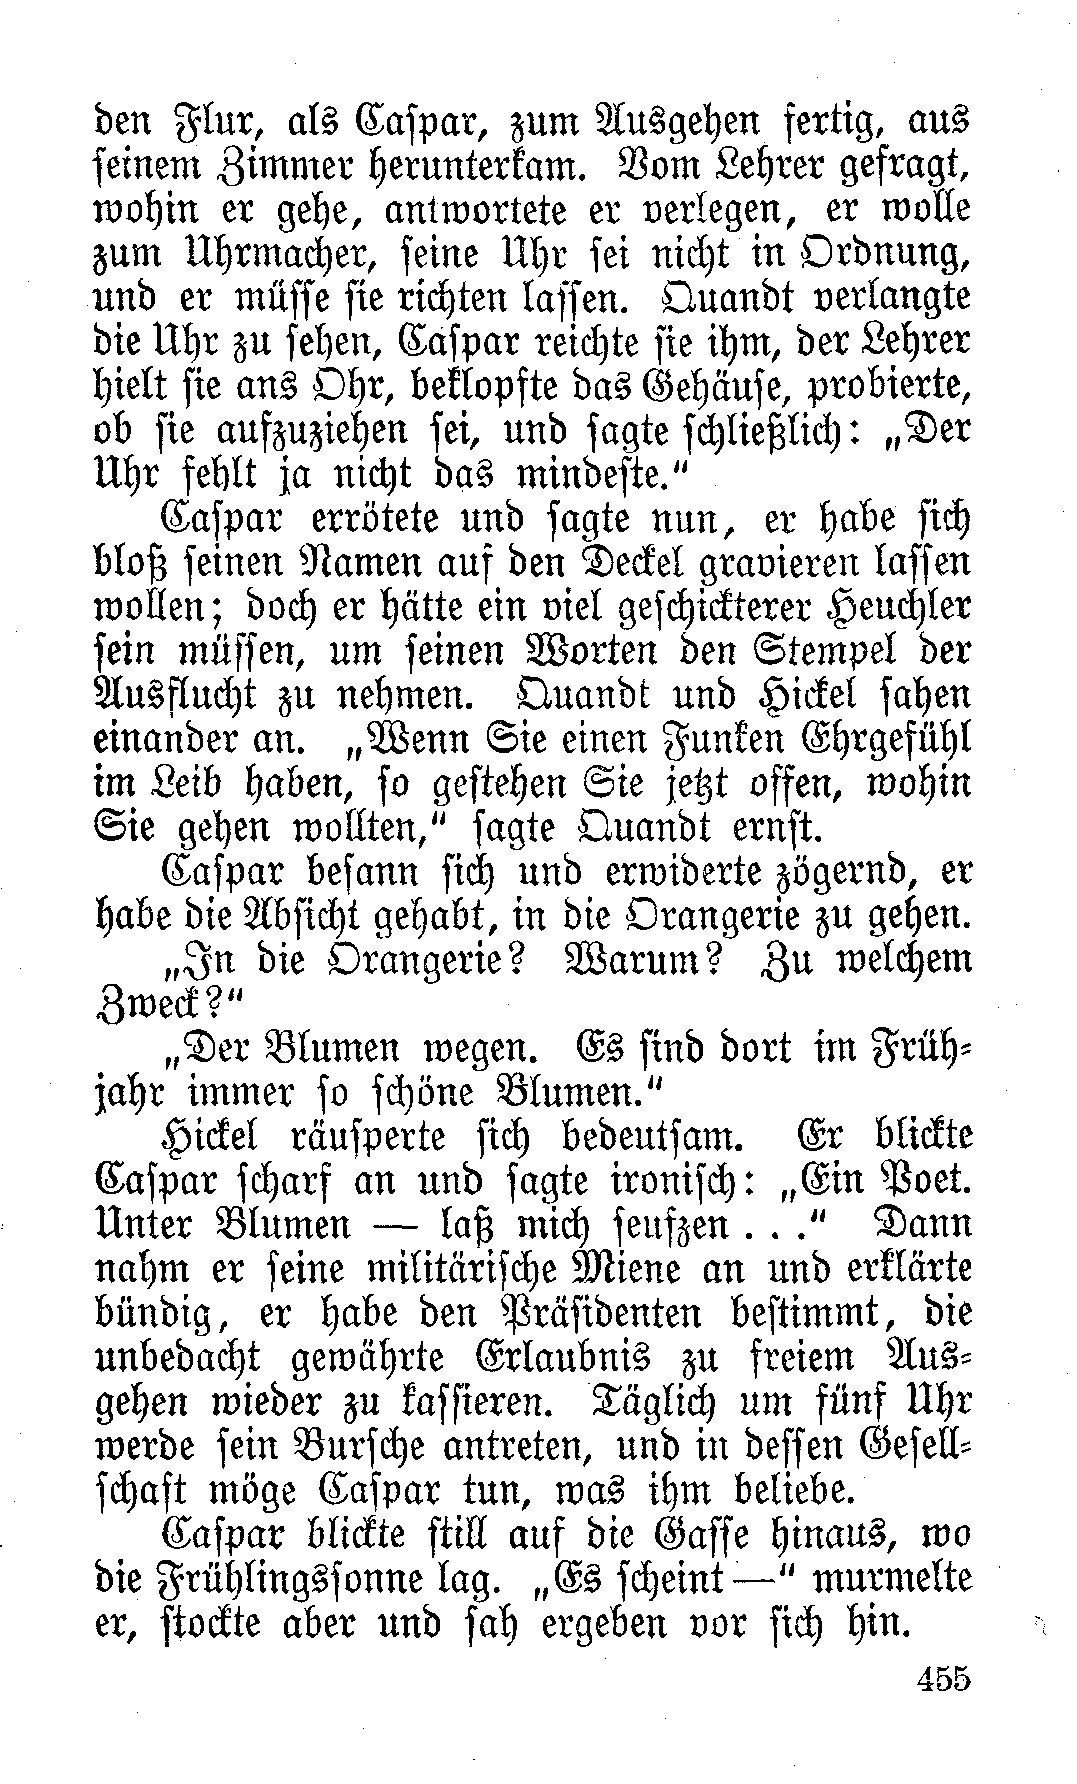 den Flur, als Caspar, zum Ausgehen fertig, aus
seinem Zimmer herunterkam. Vom Lehrer gefragt,
wohin er gehe, antwortete er verlegen, er wolle
zum Uhrmacher, seine Uhr sei nicht in Ordnung,
und er müsse sie richten lassen. Quandt verlangte
die Uhr zu sehen, Caspar reichte sie ihm, der Lehrer
hielt sie ans Ohr, beklopfte das Gehäuse, probierte,
ob sie aufzuziehen sei, und sagte schließlich: „Der
Uhr fehlt ja nicht das mindeste.“
Caspar errötete und sagte nun, er habe sich
bloß seinen Namen auf den Deckel gravieren lassen
wollen; doch er hätte ein viel geschickterer Heuchler
sein müssen, um seinen Worten den Stempel der
Ausflucht zu nehmen. Quandt und Hickel sahen
einander an. „Wenn Sie einen Funken Ehrgefühl
im Leib haben, so gestehen Sie jetzt offen, wohin
Sie gehen wollten,“ sagte Quandt ernst.
Caspar besann sich und erwiderte zögernd, er
habe die Absicht gehabt, in die Orangerie zu gehen.
„In die Orangerie? Warum? Zu welchem
Zweck?“
„Der Blumen wegen. Es sind dort im Früh-
jahr immer so schöne Blumen.“
Hickel räusperte sich bedeutsam. Er blickte
Caspar scharf an und sagte ironisch: „Ein Poet.
Unter Blumen — laß mich seufzen . . .“ Dann
nahm er seine militärische Miene an und erklärte
bündig, er habe den Präsidenten bestimmt, die
unbedacht gewährte Erlaubnis zu freiem Aus-
gehen wieder zu kassieren. Täglich um fünf Uhr
werde sein Bursche antreten, und in dessen Gesell-
schaft möge Caspar tun, was ihm beliebe.
Caspar blickte still auf die Gasse hinaus, wo
die Frühlingssonne lag. „Es scheint —“ murmelte
er, stockte aber und sah ergeben vor sich hin.
455